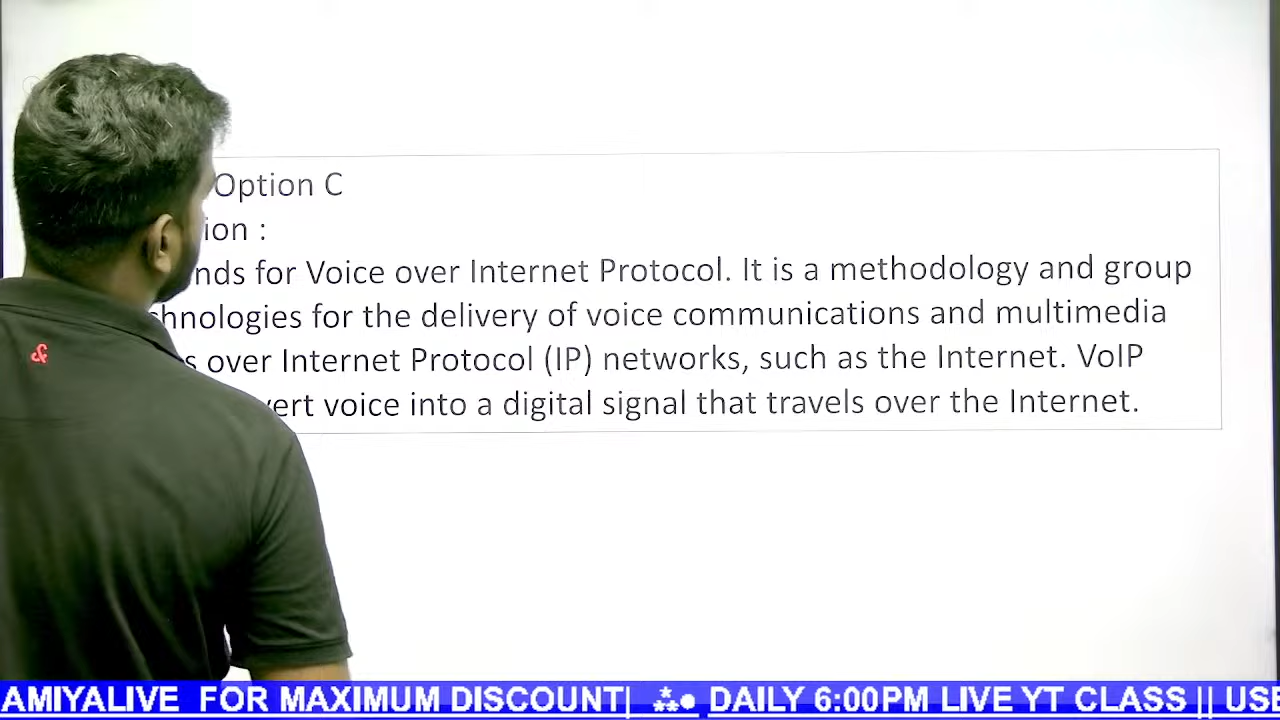 Option C
ion :
nds for Voice over Internet Protocol. It is a methodology and group
chnologies for the delivery of voice communications and multimedia
s over Internet Protocol (IP) networks, such as the Internet. VoIP
vert voice into a digital signal that travels over the Internet.
AMIYALIVE FOR MAXIMUM DISCOUNT| DAILY 6:00PM LIVE YT CLASS || USE